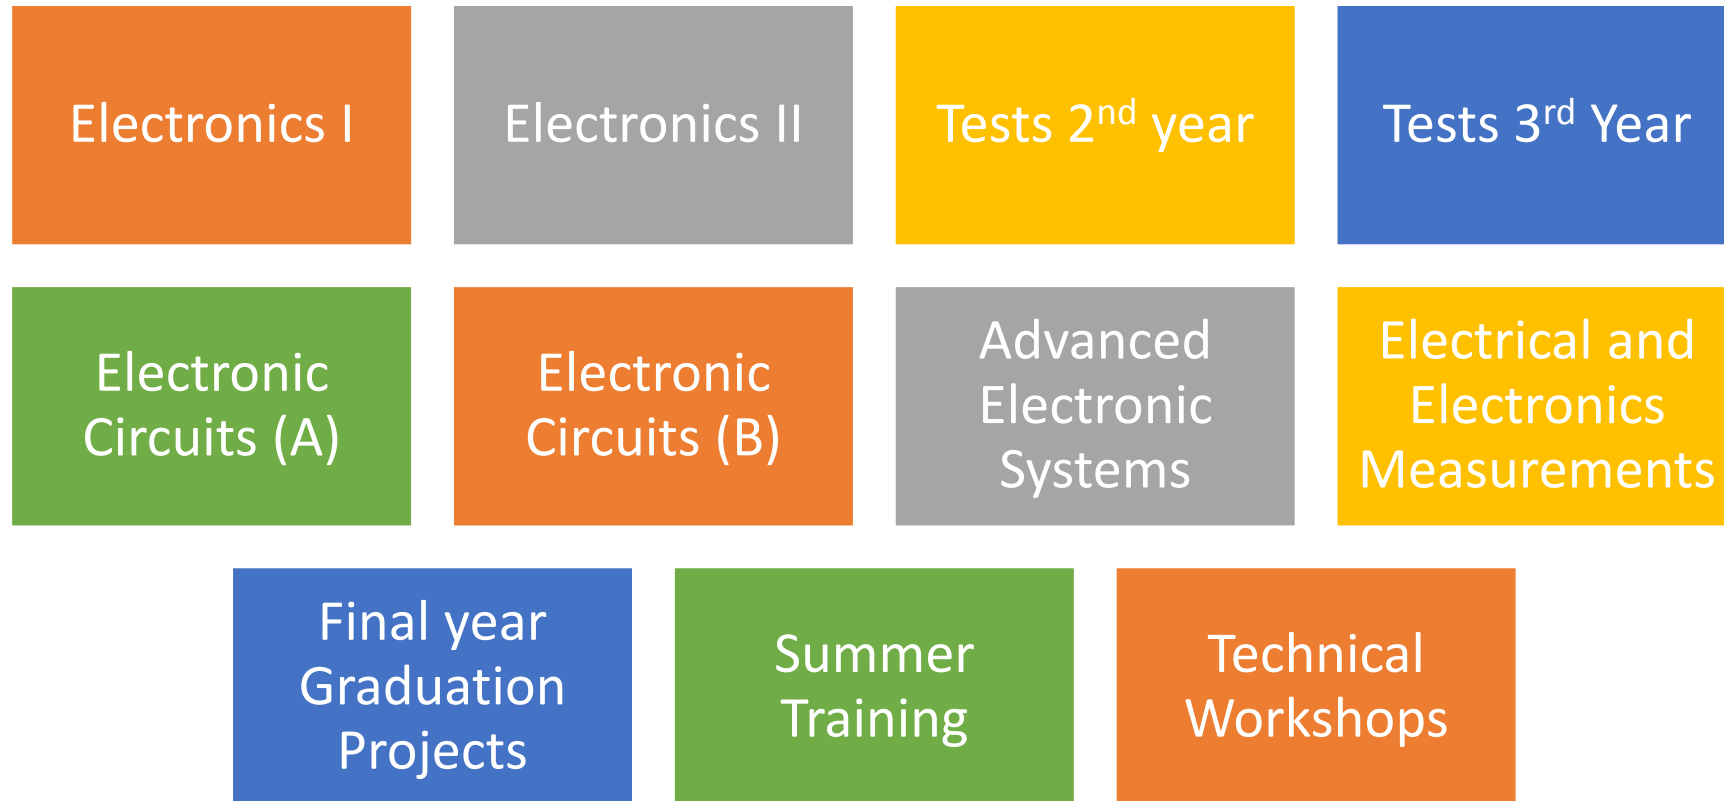 Electronics I
Electronics II
Tests 2nd year
Tests 3rd Year
Electronic
Circuits (A)
Electronic
Circuits (B)
Advanced
Electronic
Systems
Electrical and
Electronics
Measurements
Final year
Graduation
Projects
Summer
Training
Technical
Workshops